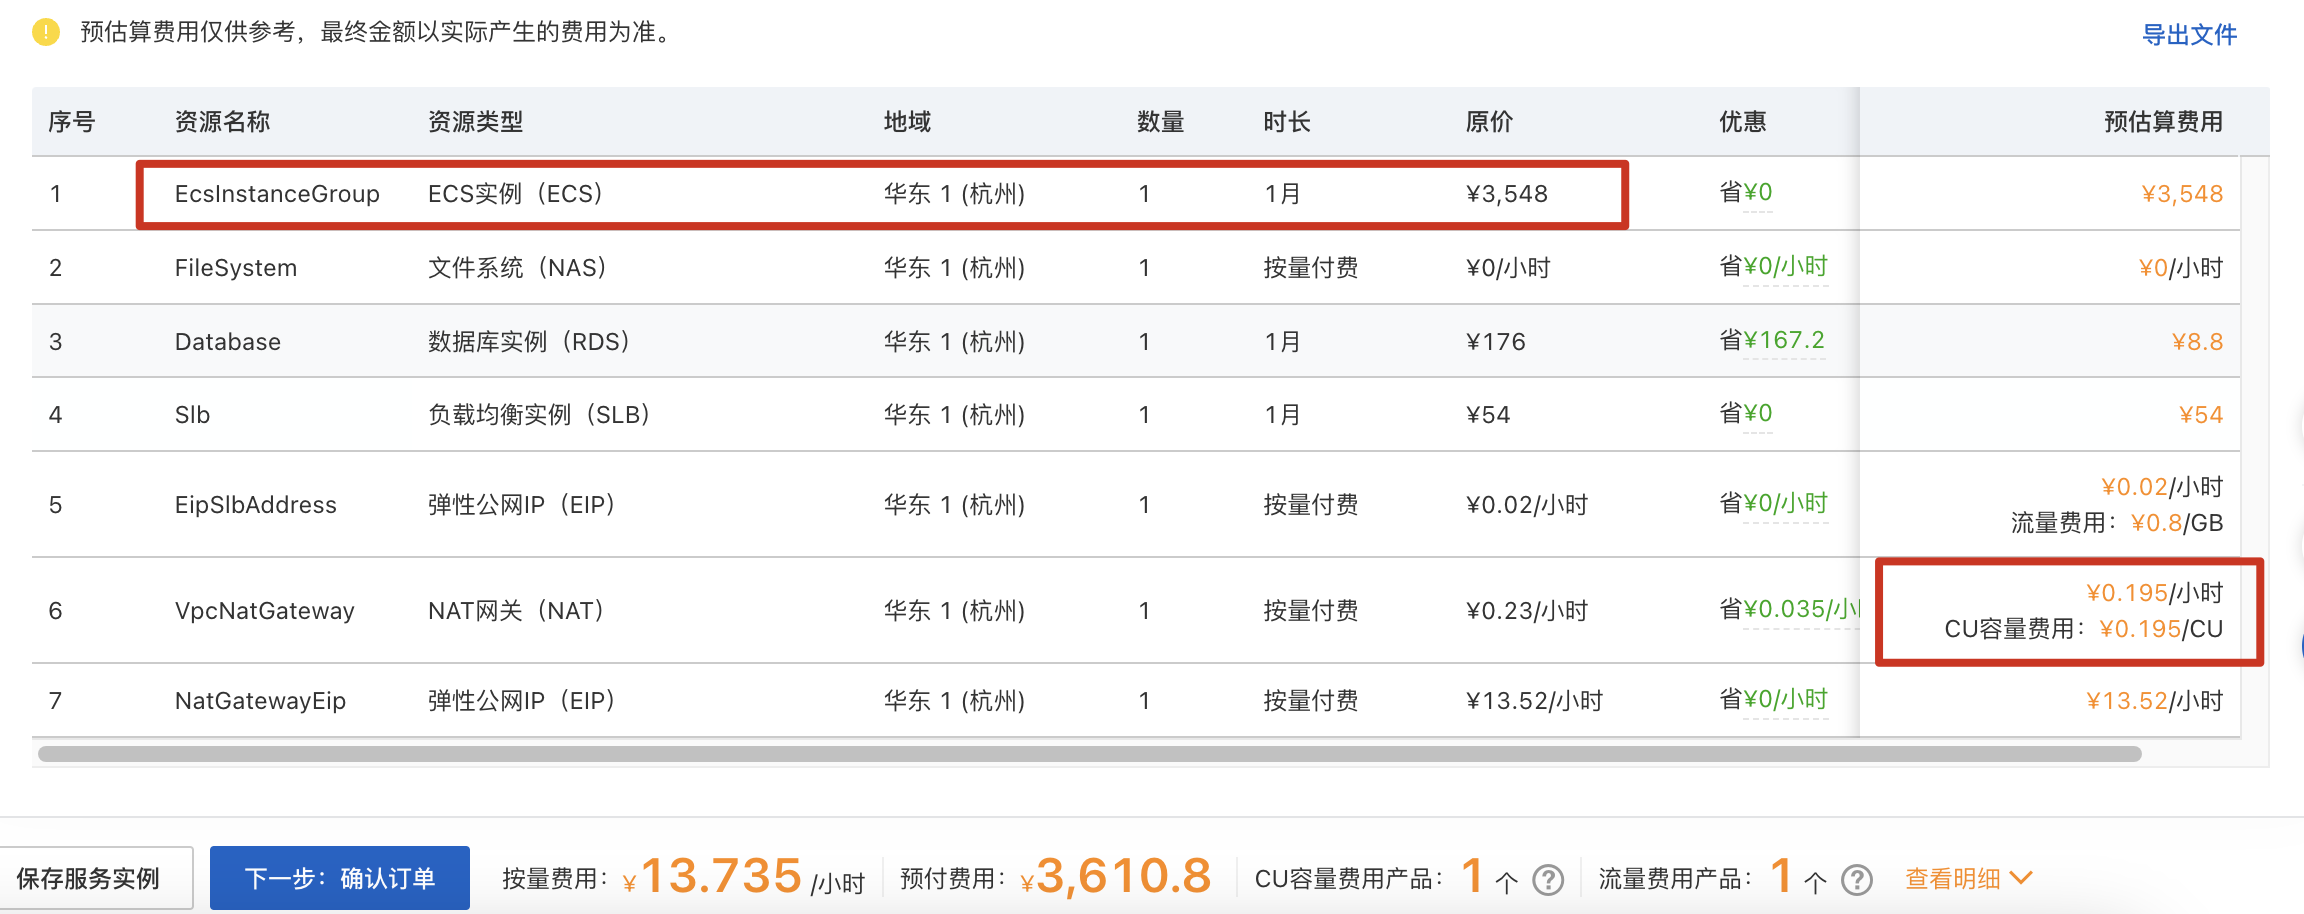 预估算费用仅供参考，最终金额以实际产生的费用为准。 导出文件
序号 资源名称 资源类型 地域 数量 时长 原价 优惠 预估算费用
1 EcsInstanceGroup ECS实例（ECS） 华东 1 (杭州) 1 1月 ¥3,548 省¥0 ¥3,548
2 FileSystem 文件系统（NAS） 华东 1 (杭州) 1 按量付费 ¥0/小时 省¥0/小时 ¥0/小时
3 Database 数据库实例（RDS） 华东 1 (杭州) 1 1月 ¥176 省¥167.2 ¥8.8
4 Slb 负载均衡实例（SLB） 华东 1 (杭州) 1 1月 ¥54 省¥0 ¥54
5 EipSlbAddress 弹性公网IP（EIP） 华东 1 (杭州) 1 按量付费 ¥0.02/小时 省¥0/小时 ¥0.02/小时
流量费用：¥0.8/GB
6 VpcNatGateway NAT网关（NAT） 华东 1 (杭州) 1 按量付费 ¥0.23/小时 省¥0.035/小 ¥0.195/小时
CU容量费用：¥0.195/CU
7 NatGatewayEip 弹性公网IP（EIP） 华东 1 (杭州) 1 按量付费 ¥13.52/小时 省¥0/小时 ¥13.52/小时
保存服务实例 下一步：确认订单 按量费用：¥13.735 /小时 预付费用：¥3,610.8 CU容量费用产品：1 个 ? 流量费用产品：1 个 ? 查看明细